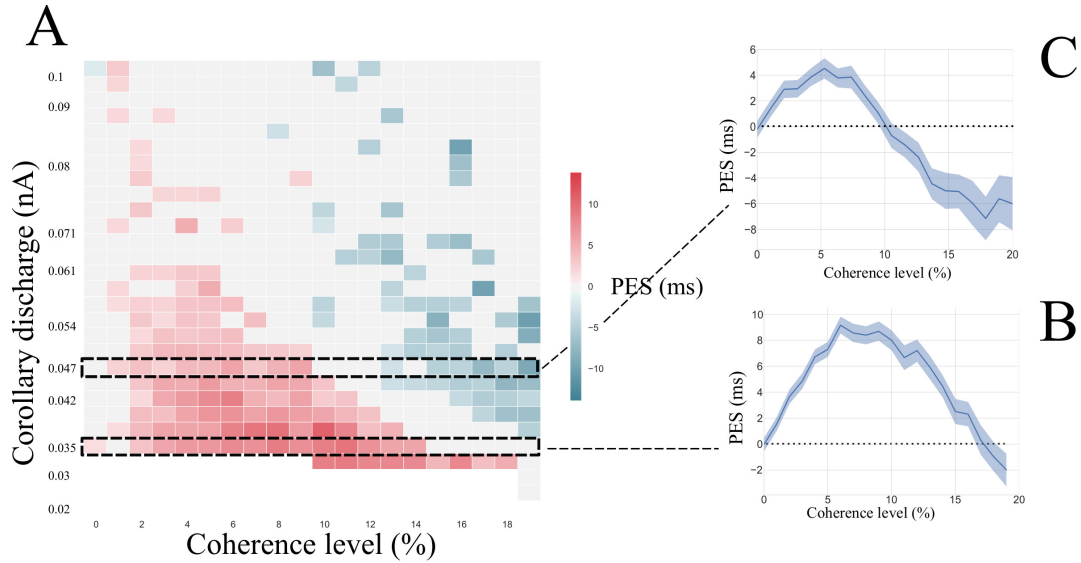 A
Corollary discharge (nA)
0.1
0.09
0.08
0.071
0.061
0.054
0.047
0.042
0.035
0.03
0.02
0 2 4 6 8 10 12 14 16 18
Coherence level (%)
10
5
0
−5
−10
PES (ms)
C
PES (ms)
6
4
2
0
−2
−4
−6
−8
0 5 10 15 20
Coherence level (%)
B
PES (ms)
10
8
6
4
2
0
−2
0 5 10 15 20
Coherence level (%)